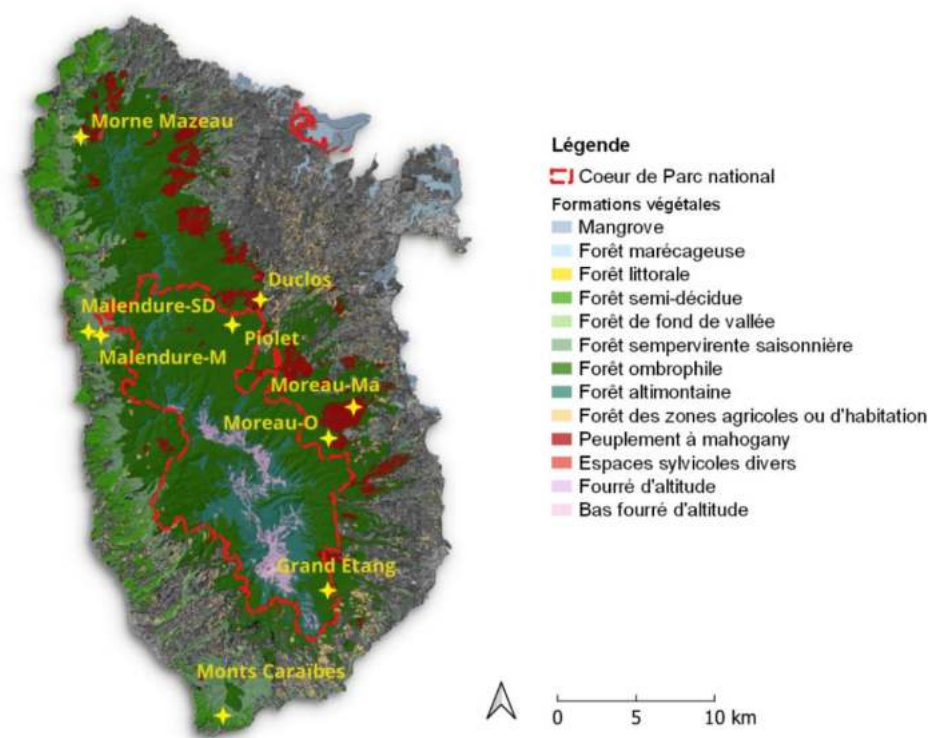 Morne Mazeau
Duclos
Malendure-SD
Piolet
Malendure-M
Moreau-Ma
Moreau-O
Grand Étang
Monts Caraïbes
Légende
Coeur de Parc national
Formations végétales
Mangrove
Forêt marécageuse
Forêt littorale
Forêt semi-décidue
Forêt de fond de vallée
Forêt sempervirente saisonnière
Forêt ombrophile
Forêt altimontaine
Forêt des zones agricoles ou d'habitation
Peuplement à mahogany
Espaces sylvicoles divers
Fourré d'altitude
Bas fourré d'altitude
0 5 10 km